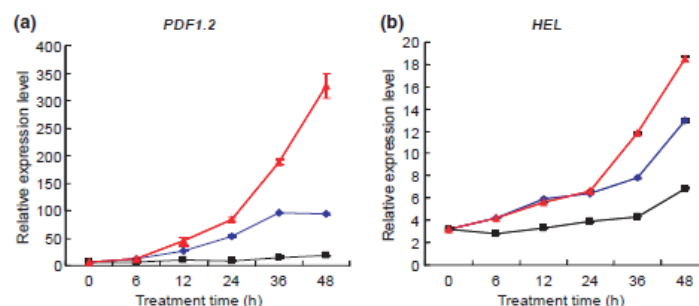 (a) PDF1.2
Relative expression level
400
350
300
250
200
150
100
50
0
0 6 12 24 36 48
Treatment time (h)
(b) HEL
Relative expression level
20
18
16
14
12
10
8
6
4
2
0
0 6 12 24 36 48
Treatment time (h)